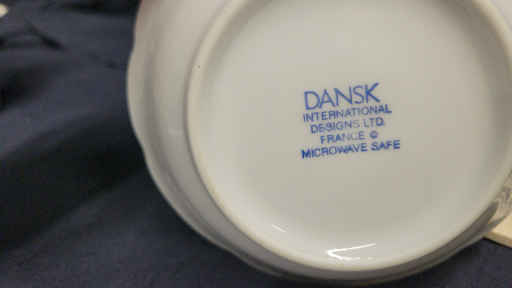 DANSK
INTERNATIONAL
DESIGNS LTD.
FRANCE ©
MICROWAVE SAFE